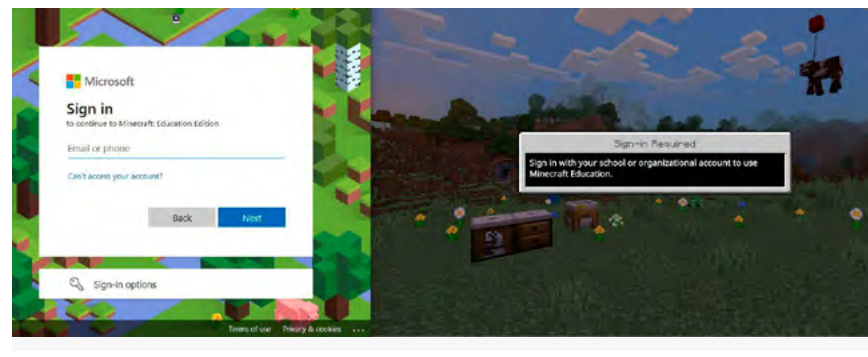 Microsoft
Sign in
to continue to Minecraft: Education Edition
Email or phone
Can't access your account?
Back
Next
Sign-in options
Terms of use Privacy & cookies ...
Sign-in Required
Sign in with your school or organizational account to use
Minecraft Education.